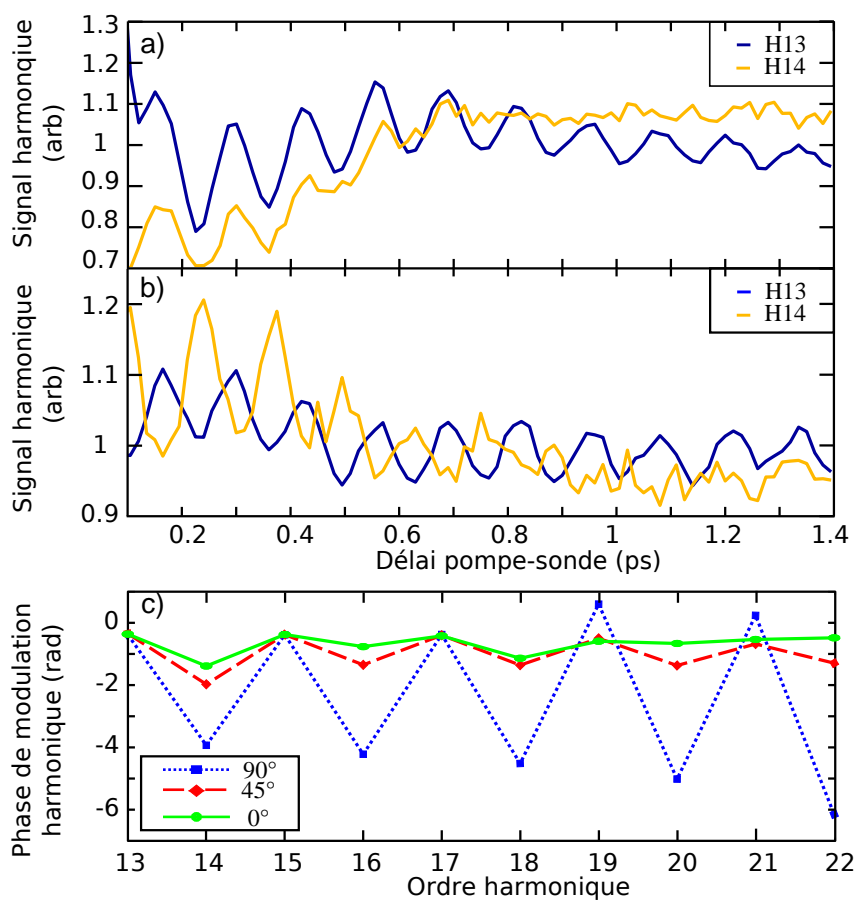 a)
Signal harmonqiue
(arb)
1.3
1.2
1.1
1
0.9
0.8
0.7
H13
H14
b)
Signal harmonique
(arb)
1.2
1.1
1
0.9
H13
H14
0.2
0.4
0.6
0.8
1
1.2
1.4
Délai pompe-sonde (ps)
c)
Phase de modulation
harmonique (rad)
0
-2
-4
-6
90°
45°
0°
13
14
15
16
17
18
19
20
21
22
Ordre harmonique